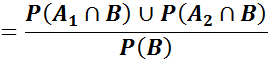 = P(A₁ ∩ B) ∪ P(A₂ ∩ B)
P(B)